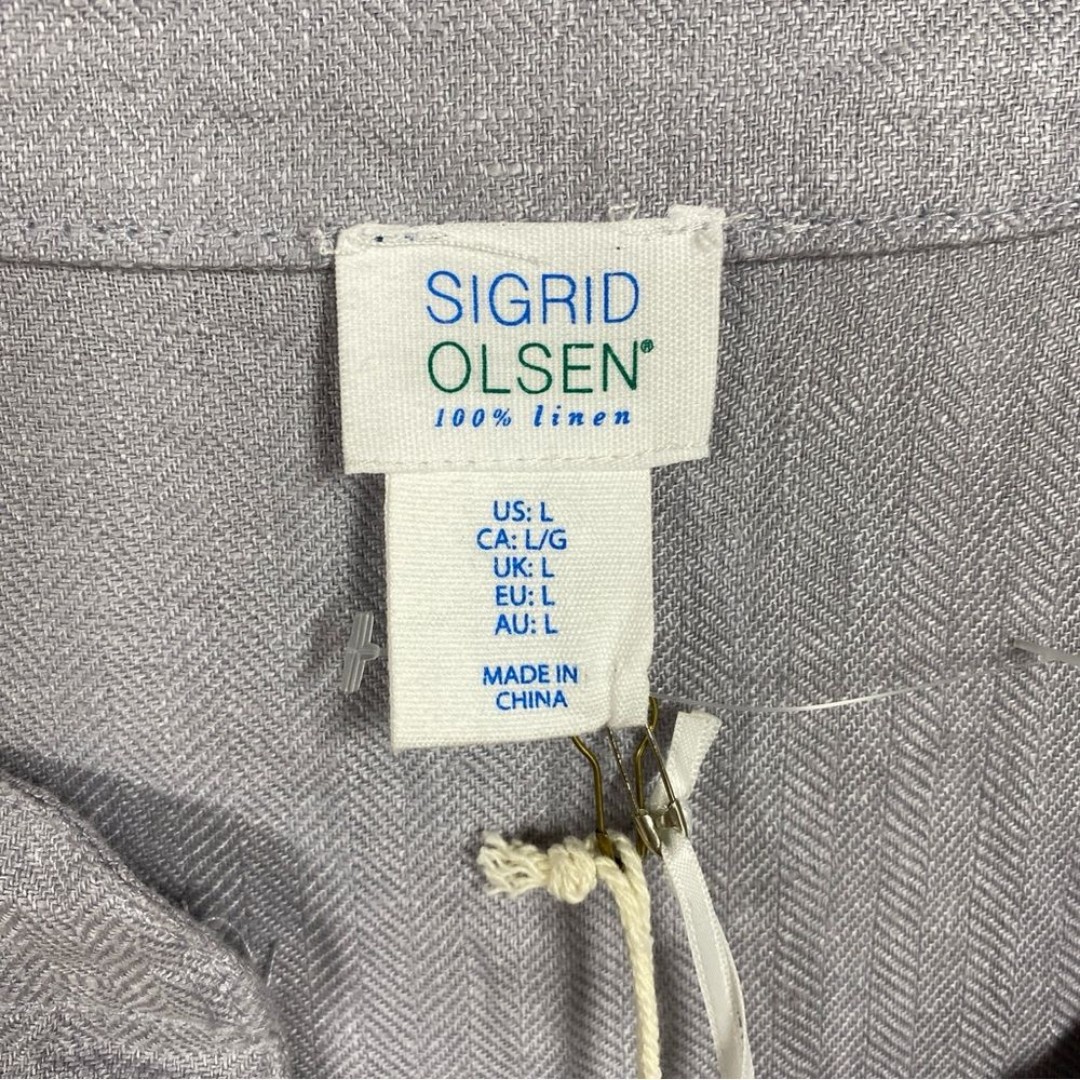 SIGRID
OLSEN®
100% linen
US: L
CA: L/G
UK: L
EU: L
AU: L
MADE IN
CHINA